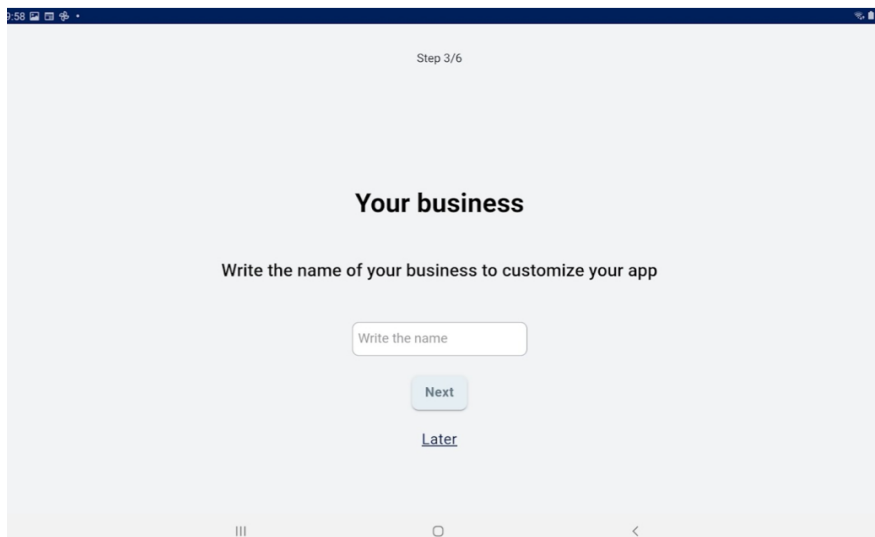 9:58
Step 3/6
Your business
Write the name of your business to customize your app
Write the name
Next
Later